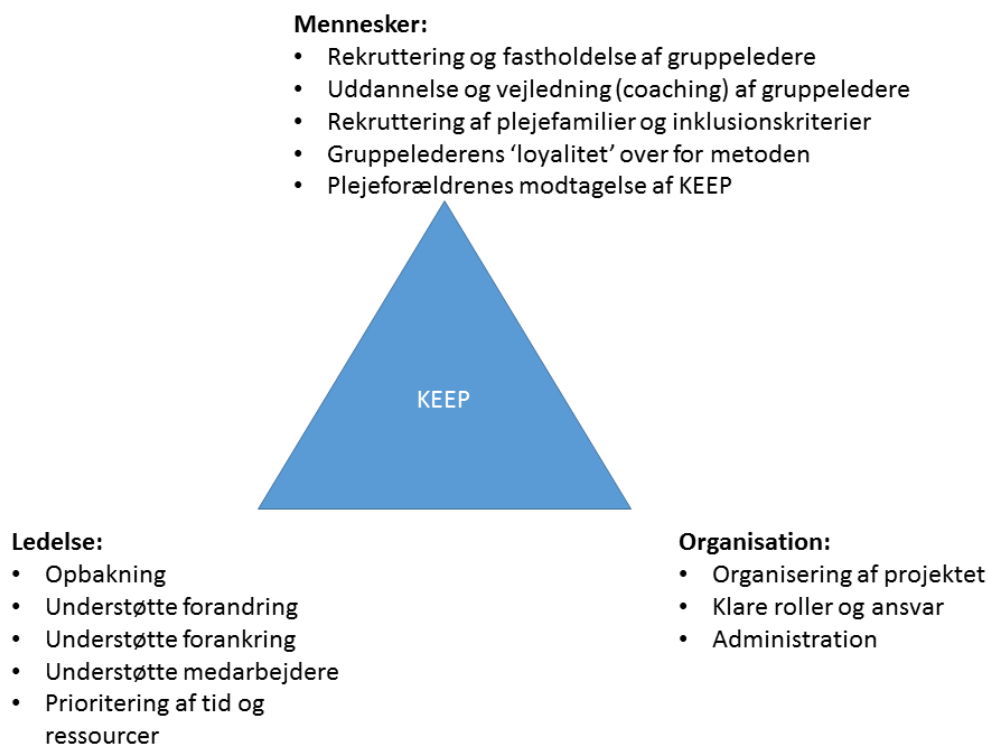 Mennesker:
• Rekruttering og fastholdelse af gruppeledere
• Uddannelse og vejledning (coaching) af gruppeledere
• Rekruttering af plejefamilier og inklusionskriterier
• Gruppelederens ‘loyalitet’ over for metoden
• Plejeforældrenes modtagelse af KEEP
KEEP
Ledelse:
• Opbakning
• Understøtte forandring
• Understøtte forankring
• Understøtte medarbejdere
• Prioritering af tid og
ressourcer
Organisation:
• Organisering af projektet
• Klare roller og ansvar
• Administration